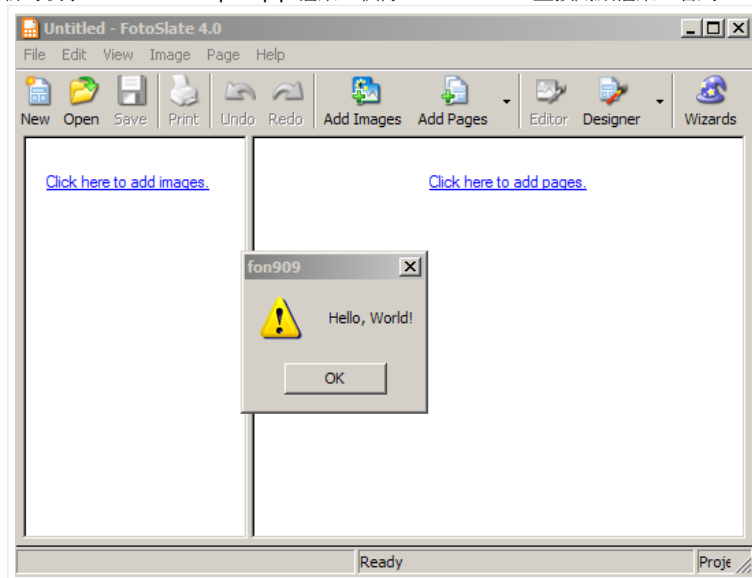 Untitled - FotoSlate 4.0
File Edit View Image Page Help
New Open Save Print Undo Redo Add Images Add Pages Editor Designer Wizards
Click here to add images.
Click here to add pages.
fon909
Hello, World!
OK
Ready
Proje